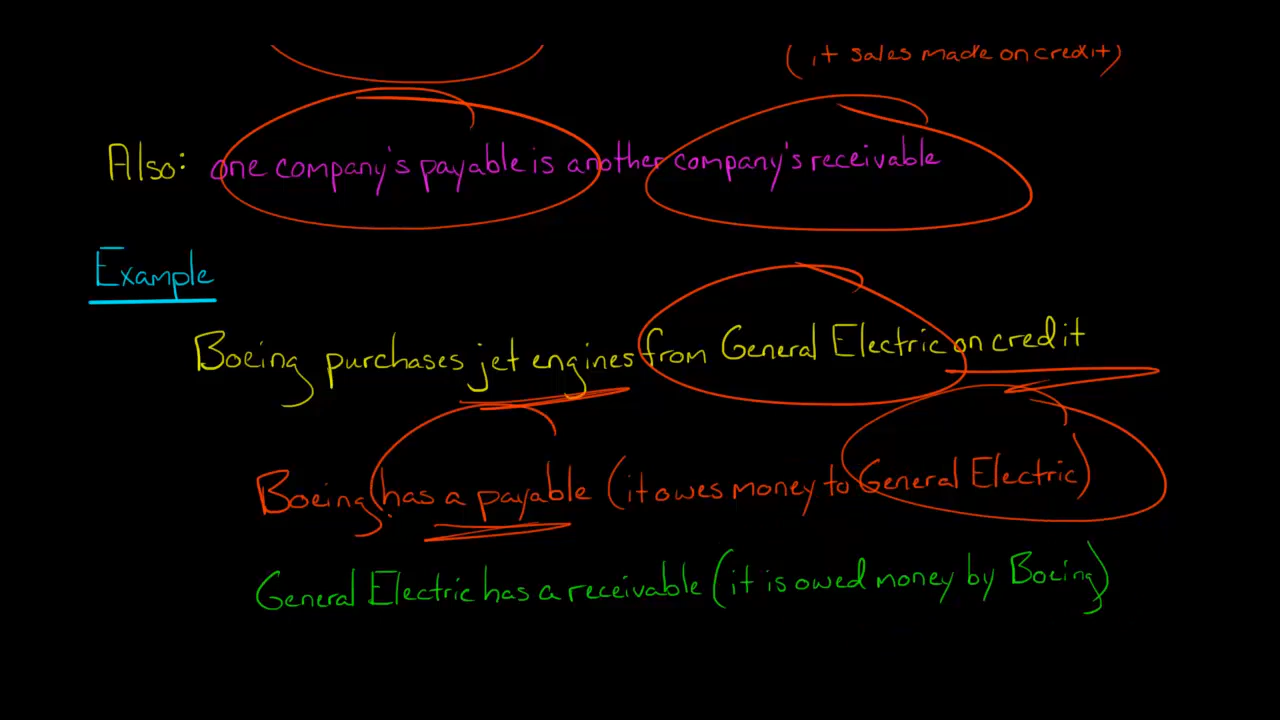 (it sales made on credit)
Also: one company's payable is another company's receivable
Example
Boeing purchases jet engines from General Electric on credit
Boeing has a payable (it owes money to General Electric)
General Electric has a receivable (it is owed money by Boeing)